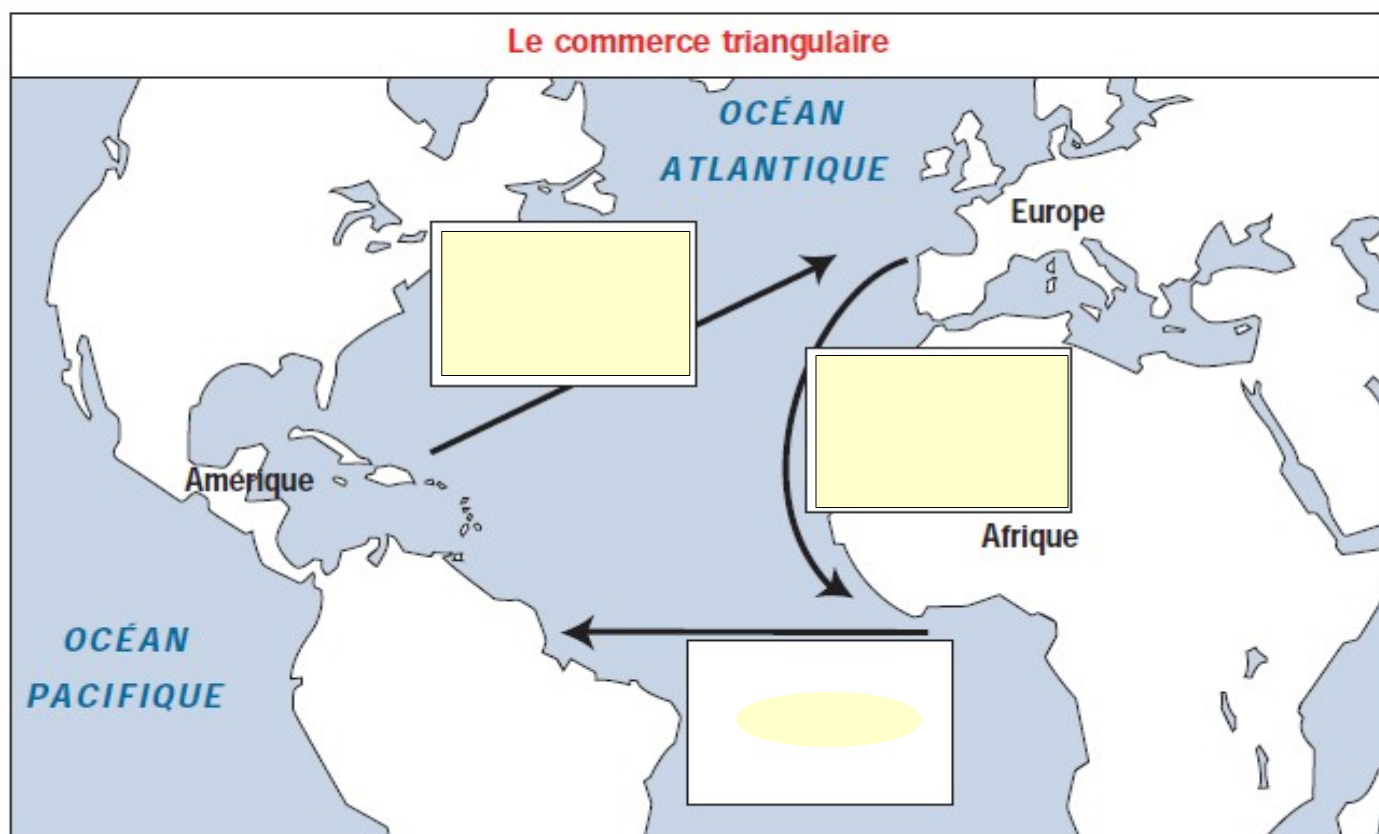 Le commerce triangulaire
OCÉAN
ATLANTIQUE
Europe
Amérique
Afrique
OCÉAN
PACIFIQUE